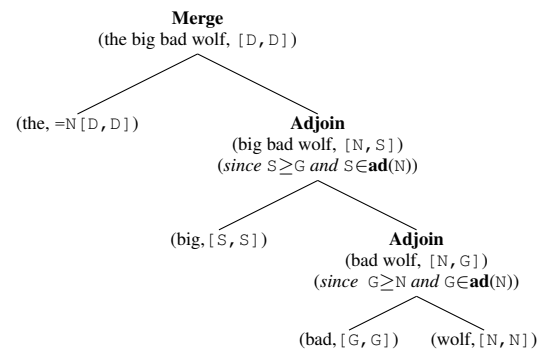 Merge
(the big bad wolf, [D,D])
(the, =N[D,D])
Adjoin
(big bad wolf, [N,S])
(since S≥G and S∈ad(N))
(big,[S,S])
Adjoin
(bad wolf, [N,G])
(since G≥N and G∈ad(N))
(bad,[G,G])
(wolf,[N,N])